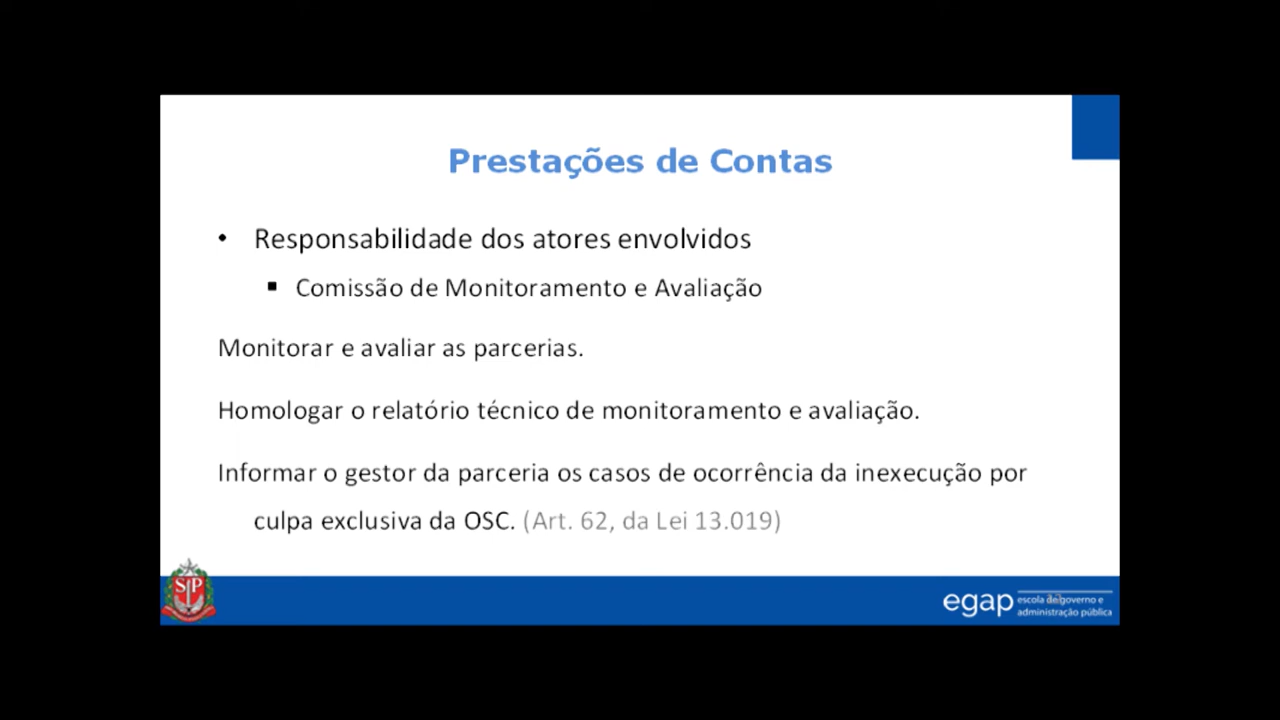 Prestações de Contas
• Responsabilidade dos atores envolvidos
▪ Comissão de Monitoramento e Avaliação
Monitorar e avaliar as parcerias.
Homologar o relatório técnico de monitoramento e avaliação.
Informar o gestor da parceria os casos de ocorrência da inexecução por
culpa exclusiva da OSC. (Art. 62, da Lei 13.019)
SP
egap
escola de governo e
administração pública